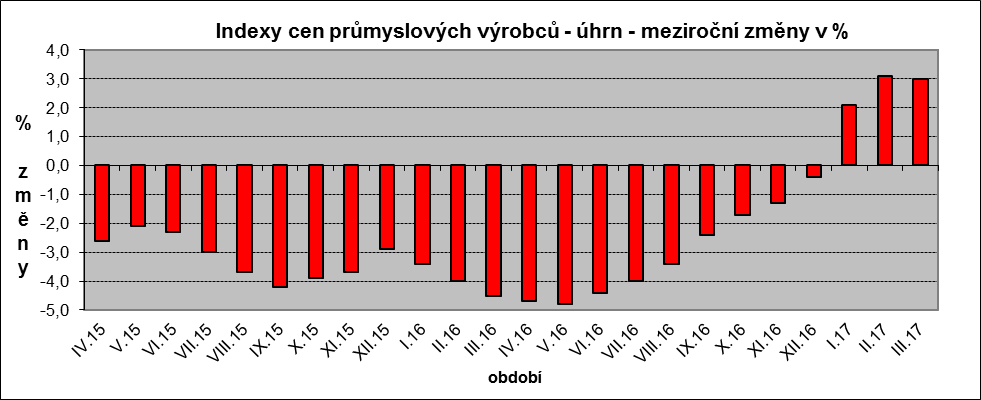 Indexy cen průmyslových výrobců - úhrn - meziroční změny v %
4,0
3,0
2,0
1,0
0,0
-1,0
-2,0
-3,0
-4,0
-5,0
% změny
IV.15
V.15
VI.15
VII.15
VIII.15
IX.15
X.15
XI.15
XII.15
I.16
II.16
III.16
IV.16
V.16
VI.16
VII.16
VIII.16
IX.16
X.16
XI.16
XII.16
I.17
II.17
III.17
období